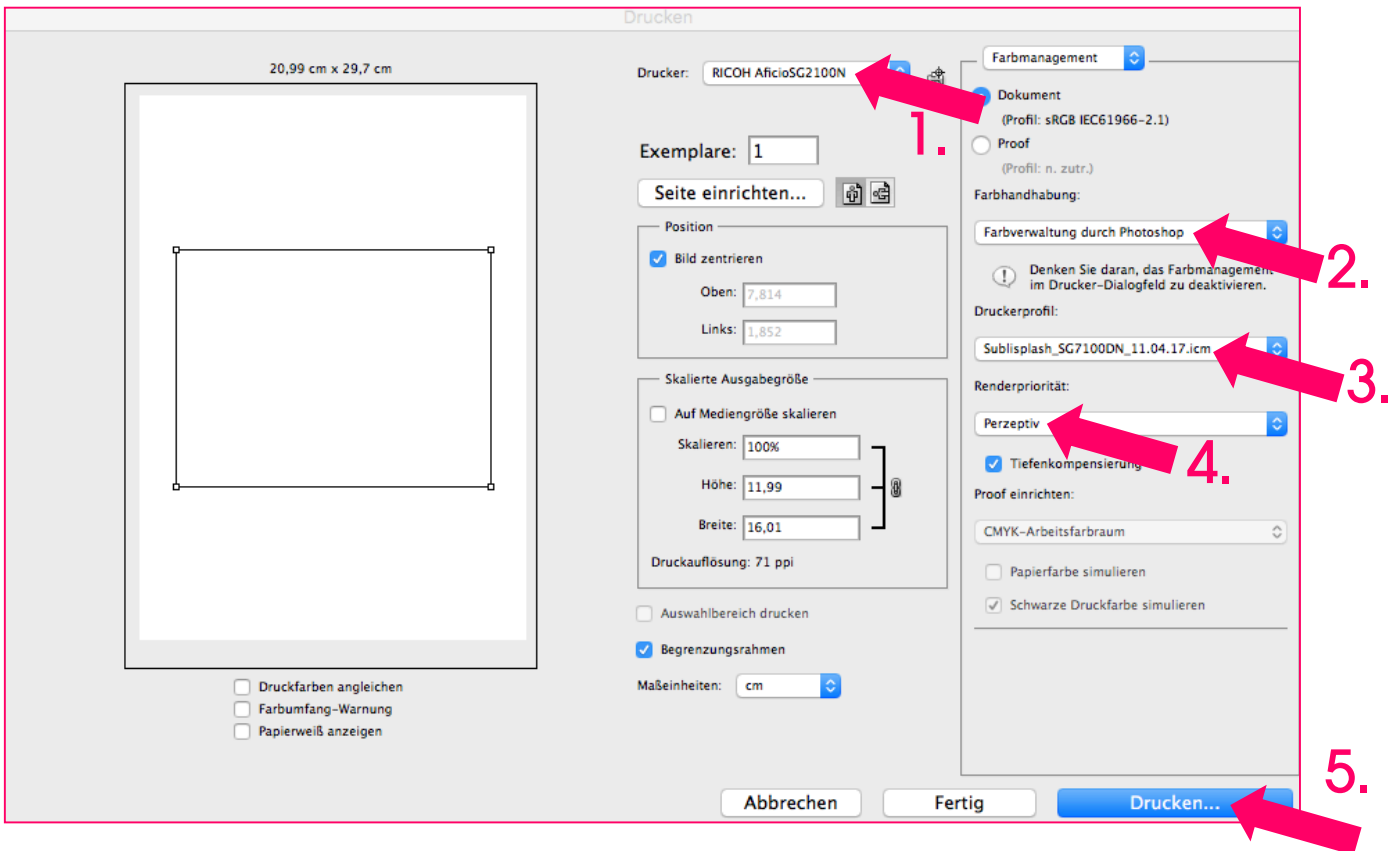 Drucken
20,99 cm x 29,7 cm
Druckfarben angleichen
Farbumfang-Warnung
Papierweiß anzeigen
Drucker: RICOH AficioSG2100N
1.
Exemplare: 1
Seite einrichten...
Position
Bild zentrieren
Oben: 7,814
Links: 1,852
Skalierte Ausgabegröße
Auf Mediengröße skalieren
Skalieren: 100%
Höhe: 11,99
Breite: 16,01
Druckauflösung: 71 ppi
Auswahlbereich drucken
Begrenzungsrahmen
Maßeinheiten: cm
Farbmanagement
Dokument
(Profil: sRGB IEC61966-2.1)
Proof
(Profil: n. zutr.)
Farbhandhabung:
Farbverwaltung durch Photoshop
2.
Denken Sie daran, das Farbmanagement
im Drucker-Dialogfeld zu deaktivieren.
Druckerprofil:
Sublisplash_SG7100DN_11.04.17.icm
3.
Renderpriorität:
Perzeptiv
4.
Tiefenkompensierung
Proof einrichten:
CMYK-Arbeitsfarbraum
Papierfarbe simulieren
Schwarze Druckfarbe simulieren
5.
Abbrechen
Fertig
Drucken...